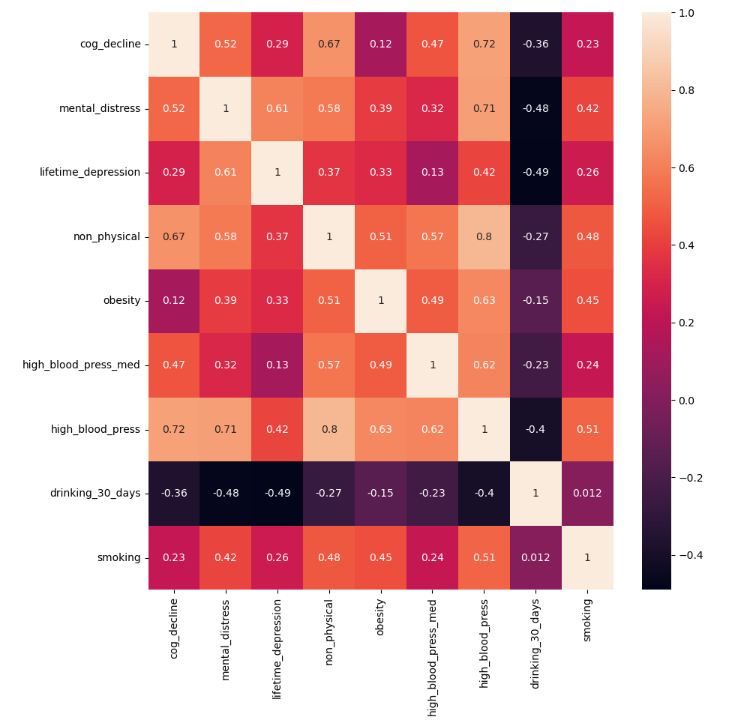 cog_decline 1 0.52 0.29 0.67 0.12 0.47 0.72 -0.36 0.23
mental_distress 0.52 1 0.61 0.58 0.39 0.32 0.71 -0.48 0.42
lifetime_depression 0.29 0.61 1 0.37 0.33 0.13 0.42 -0.49 0.26
non_physical 0.67 0.58 0.37 1 0.51 0.57 0.8 -0.27 0.48
obesity 0.12 0.39 0.33 0.51 1 0.49 0.63 -0.15 0.45
high_blood_press_med 0.47 0.32 0.13 0.57 0.49 1 0.62 -0.23 0.24
high_blood_press 0.72 0.71 0.42 0.8 0.63 0.62 1 -0.4 0.51
drinking_30_days -0.36 -0.48 -0.49 -0.27 -0.15 -0.23 -0.4 1 0.012
smoking 0.23 0.42 0.26 0.48 0.45 0.24 0.51 0.012 1
cog_decline
mental_distress
lifetime_depression
non_physical
obesity
high_blood_press_med
high_blood_press
drinking_30_days
smoking
1.0
0.8
0.6
0.4
0.2
0.0
−0.2
−0.4